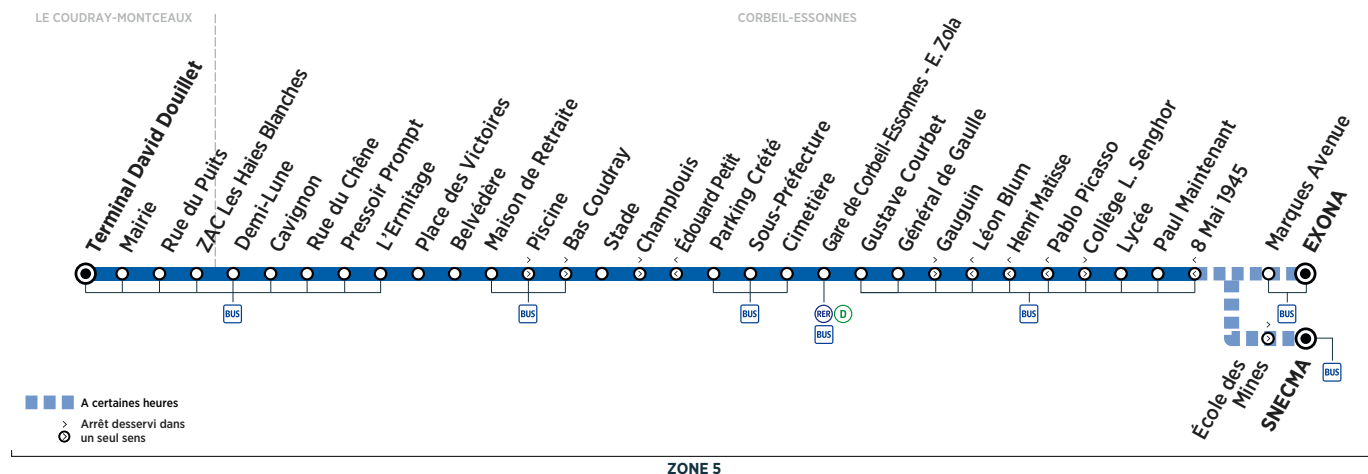 LE COUDRAY-MONTCEAUX
CORBEIL-ESSONNES
Terminal David Douillet
Mairie
Rue du Puits
ZAC Les Haies Blanches
Demi-Lune
Cavignon
Rue du Chêne
Pressoir Prompt
L'Ermitage
Place des Victoires
Belvédère
Maison de Retraite
Piscine
Bas Coudray
Stade
Champlouis
Édouard Petit
Parking Crété
Sous-Préfecture
Cimetière
Gare de Corbeil-Essonnes - E. Zola
Gustave Courbet
Général de Gaulle
Gauguin
Léon Blum
Henri Matisse
Pablo Picasso
Collège L. Senghor
Lycée
Paul Maintenant
8 Mai 1945
Marques Avenue
EXONA
BUS
BUS
BUS
RER D
BUS
BUS
BUS
École des
Mines
SNECMA
BUS
A certaines heures
Arrêt desservi dans
un seul sens
ZONE 5